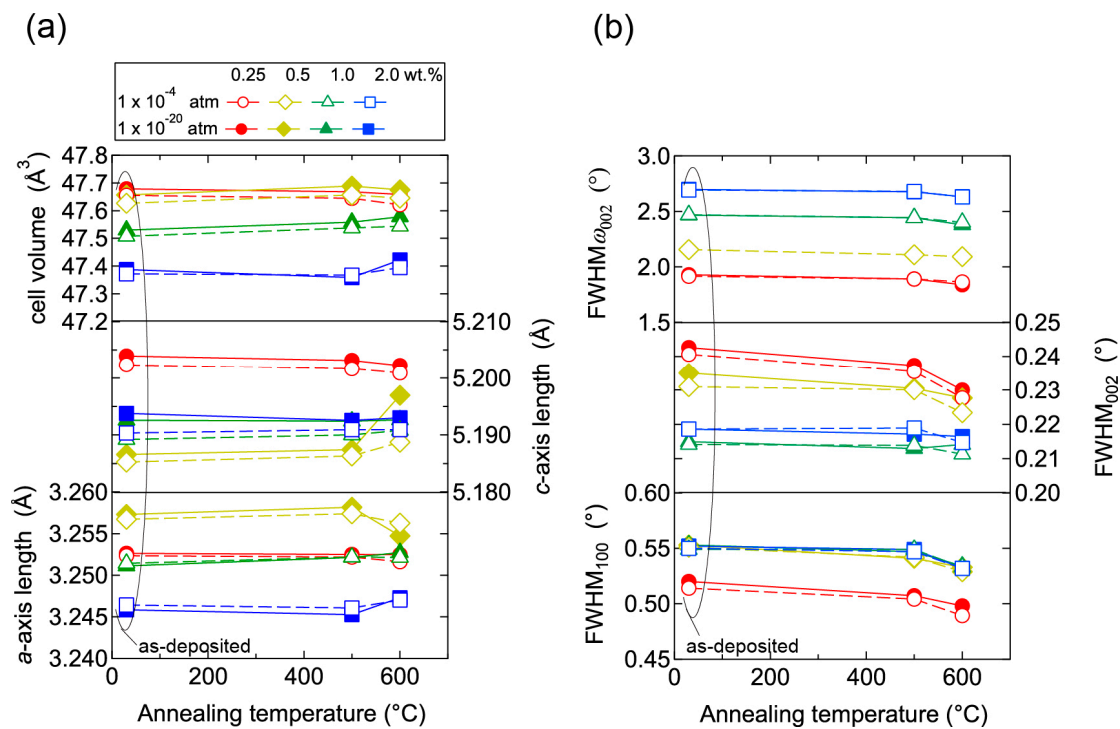 (a)
0.25 0.5 1.0 2.0 wt.%
1 x 10⁻⁴ atm
1 x 10⁻²⁰ atm
47.8
47.7
47.6
47.5
47.4
47.3
47.2
cell volume (Å³)
5.210
5.200
5.190
5.180
c-axis length (Å)
3.260
3.255
3.250
3.245
3.240
a-axis length (Å)
as-deposited
0 200 400 600
Annealing temperature (°C)
(b)
3.0
2.5
2.0
1.5
FWHMω₀₀₂ (°)
0.25
0.24
0.23
0.22
0.21
0.20
FWHM₀₀₂ (°)
0.60
0.55
0.50
0.45
FWHM₁₀₀ (°)
as-deposited
0 200 400 600
Annealing temperature (°C)